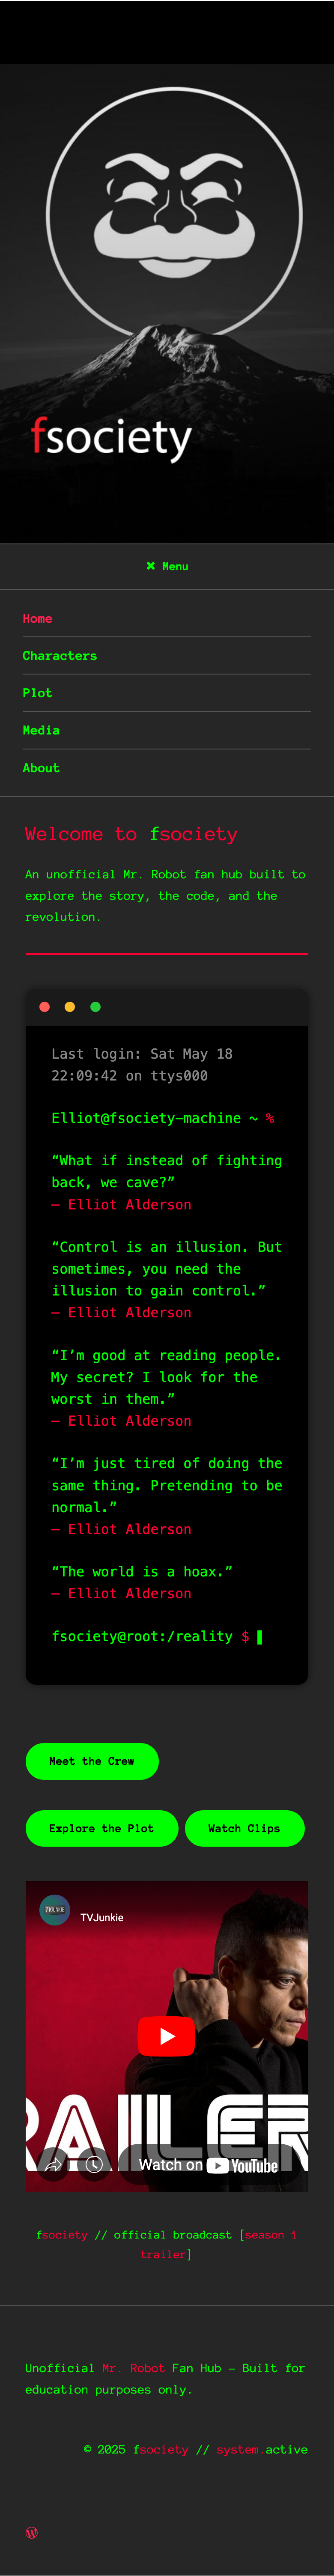 fsociety
✖ Menu
Home
Characters
Plot
Media
About
Welcome to fsociety
An unofficial Mr. Robot fan hub built to
explore the story, the code, and the
revolution.
Last login: Sat May 18
22:09:42 on ttys000
Elliot@fsociety-machine ~ %
“What if instead of fighting
back, we cave?”
— Elliot Alderson
“Control is an illusion. But
sometimes, you need the
illusion to gain control.”
— Elliot Alderson
“I’m good at reading people.
My secret? I look for the
worst in them.”
— Elliot Alderson
“I’m just tired of doing the
same thing. Pretending to be
normal.”
— Elliot Alderson
“The world is a hoax.”
— Elliot Alderson
fsociety@root:/reality $
Meet the Crew
Explore the Plot Watch Clips
TVJunkie
RAILER
Watch on YouTube
fsociety // official broadcast [season 1
trailer]
Unofficial Mr. Robot Fan Hub – Built for
education purposes only.
© 2025 fsociety // system.active